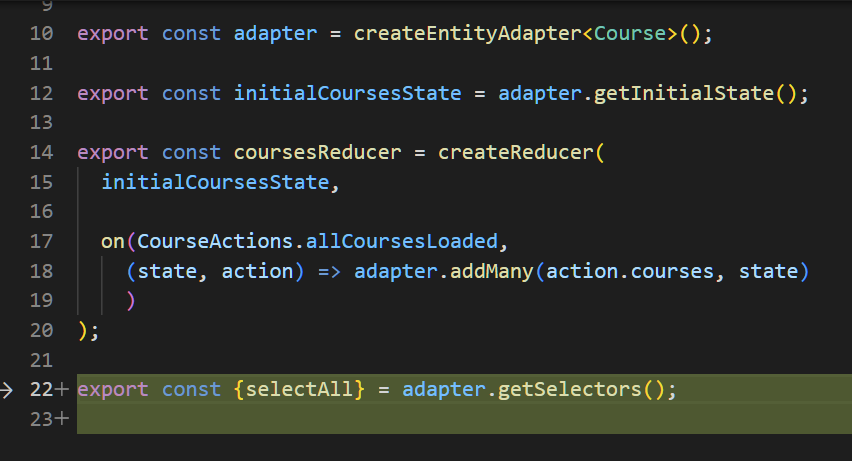 9
10 export const adapter = createEntityAdapter<Course>();
11
12 export const initialCoursesState = adapter.getInitialState();
13
14 export const coursesReducer = createReducer(
15   initialCoursesState,
16
17   on(CourseActions.allCoursesLoaded,
18     (state, action) => adapter.addMany(action.courses, state)
19     )
20 );
21
22+ export const {selectAll} = adapter.getSelectors();
23+